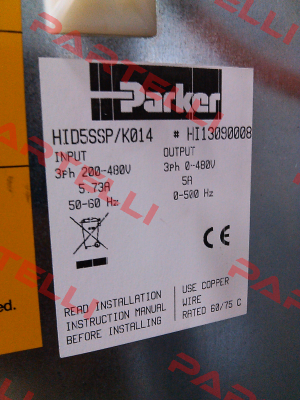 Parker
HID5SSP/K014 # HI13090008
INPUT OUTPUT
3Ph 200-480V 3Ph 0-480V
5.73A 5A
50-60 Hz 0-500 Hz
CE
READ INSTALLATION
INSTRUCTION MANUAL
BEFORE INSTALLING
USE COPPER
WIRE
RATED 60/75 C
ed.
PARTELLI
PARTELLI
PARTELLI